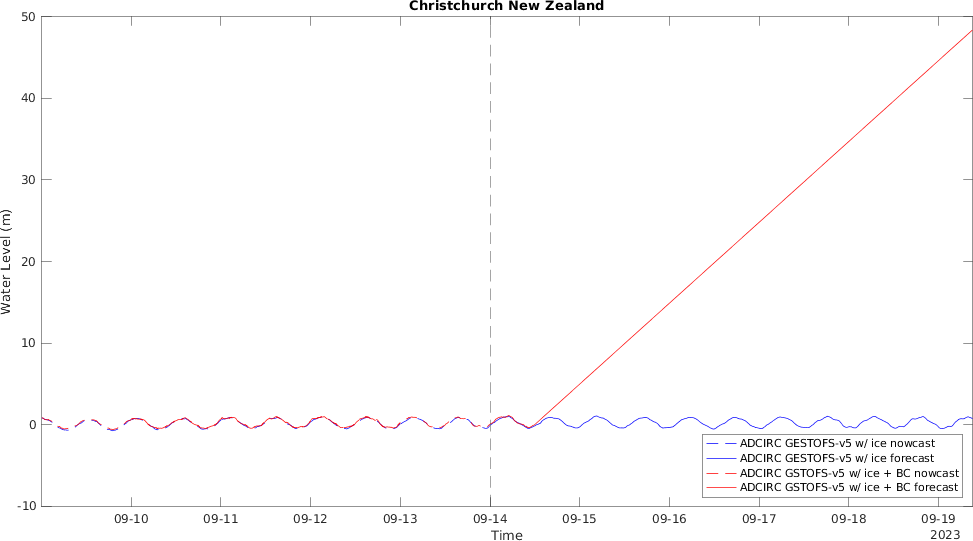 Christchurch New Zealand
50
40
30
20
10
0
-10
Water Level (m)
09-10 09-11 09-12 09-13 09-14 09-15 09-16 09-17 09-18 09-19
2023
Time
ADCIRC GESTOFS-v5 w/ ice nowcast
ADCIRC GESTOFS-v5 w/ ice forecast
ADCIRC GSTOFS-v5 w/ ice + BC nowcast
ADCIRC GSTOFS-v5 w/ ice + BC forecast